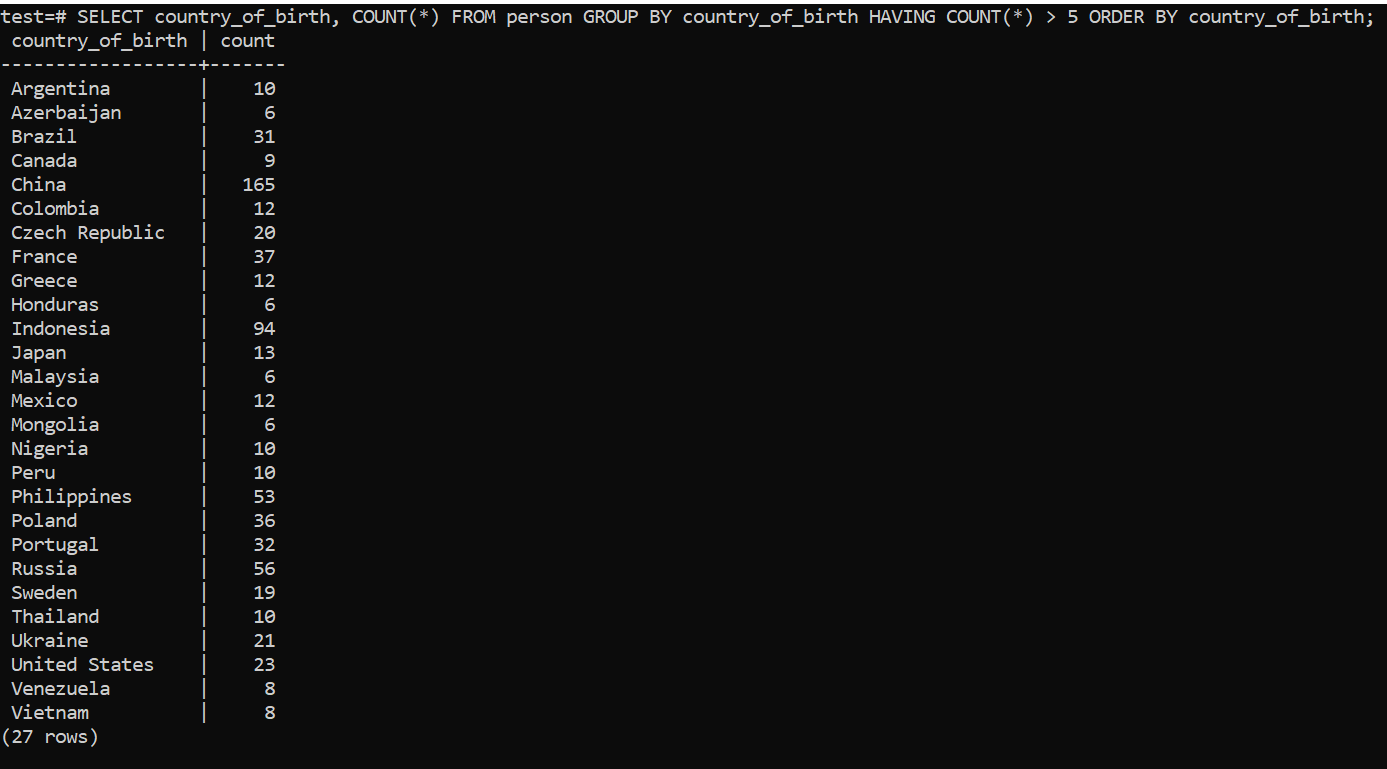 test=# SELECT country_of_birth, COUNT(*) FROM person GROUP BY country_of_birth HAVING COUNT(*) > 5 ORDER BY country_of_birth;
 country_of_birth | count
------------------+-------
 Argentina        |    10
 Azerbaijan       |     6
 Brazil           |    31
 Canada           |     9
 China            |   165
 Colombia         |    12
 Czech Republic   |    20
 France           |    37
 Greece           |    12
 Honduras         |     6
 Indonesia        |    94
 Japan            |    13
 Malaysia         |     6
 Mexico           |    12
 Mongolia         |     6
 Nigeria          |    10
 Peru             |    10
 Philippines      |    53
 Poland           |    36
 Portugal         |    32
 Russia           |    56
 Sweden           |    19
 Thailand         |    10
 Ukraine          |    21
 United States    |    23
 Venezuela        |     8
 Vietnam          |     8
(27 rows)